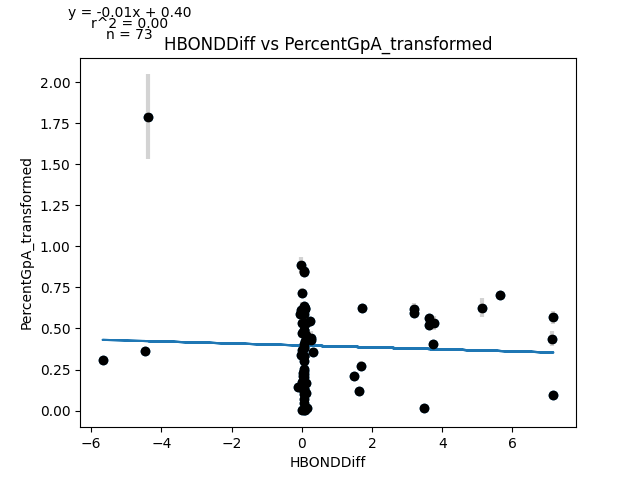 y = -0.01x + 0.40
r^2 = 0.00
n = 73
HBONDDiff vs PercentGpA_transformed
PercentGpA_transformed
2.00
1.75
1.50
1.25
1.00
0.75
0.50
0.25
0.00
−6
−4
−2
0
2
4
6
HBONDDiff